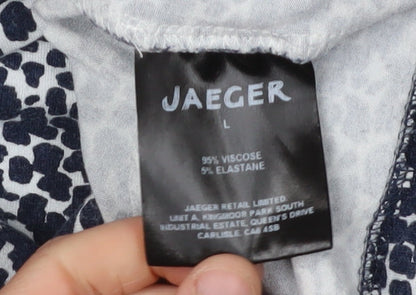 JAEGER
L
95% VISCOSE
5% ELASTANE
JAEGER RETAIL LIMITED
UNIT A, KINGMOOR PARK SOUTH
INDUSTRIAL ESTATE, QUEEN'S DRIVE
CARLISLE, CA6 4SB